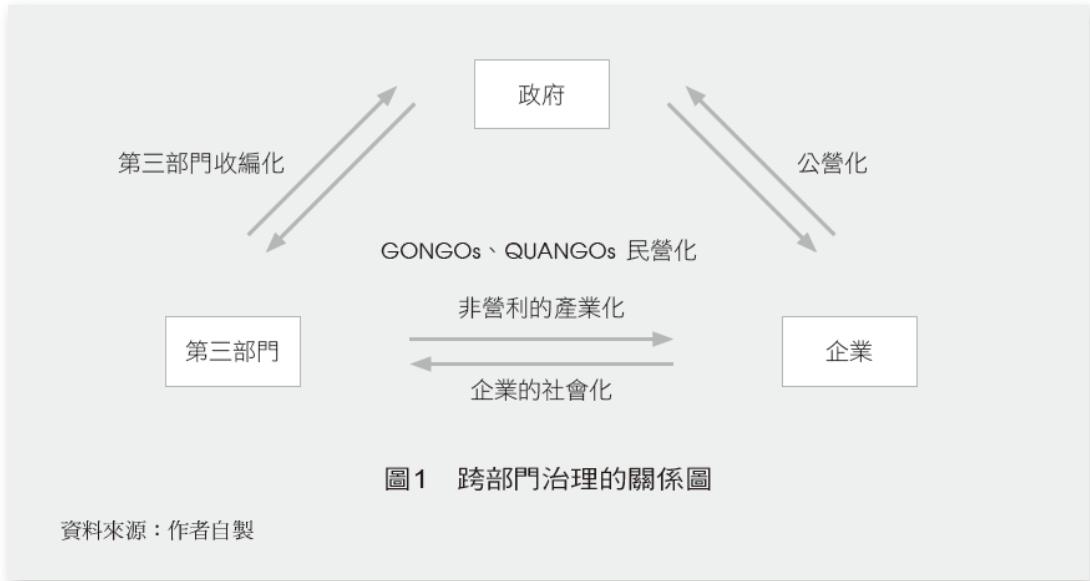 政府
第三部門收編化
公營化
GONGOs、QUANGOs 民營化
非營利的產業化
第三部門
企業
企業的社會化
圖1 跨部門治理的關係圖
資料來源：作者自製